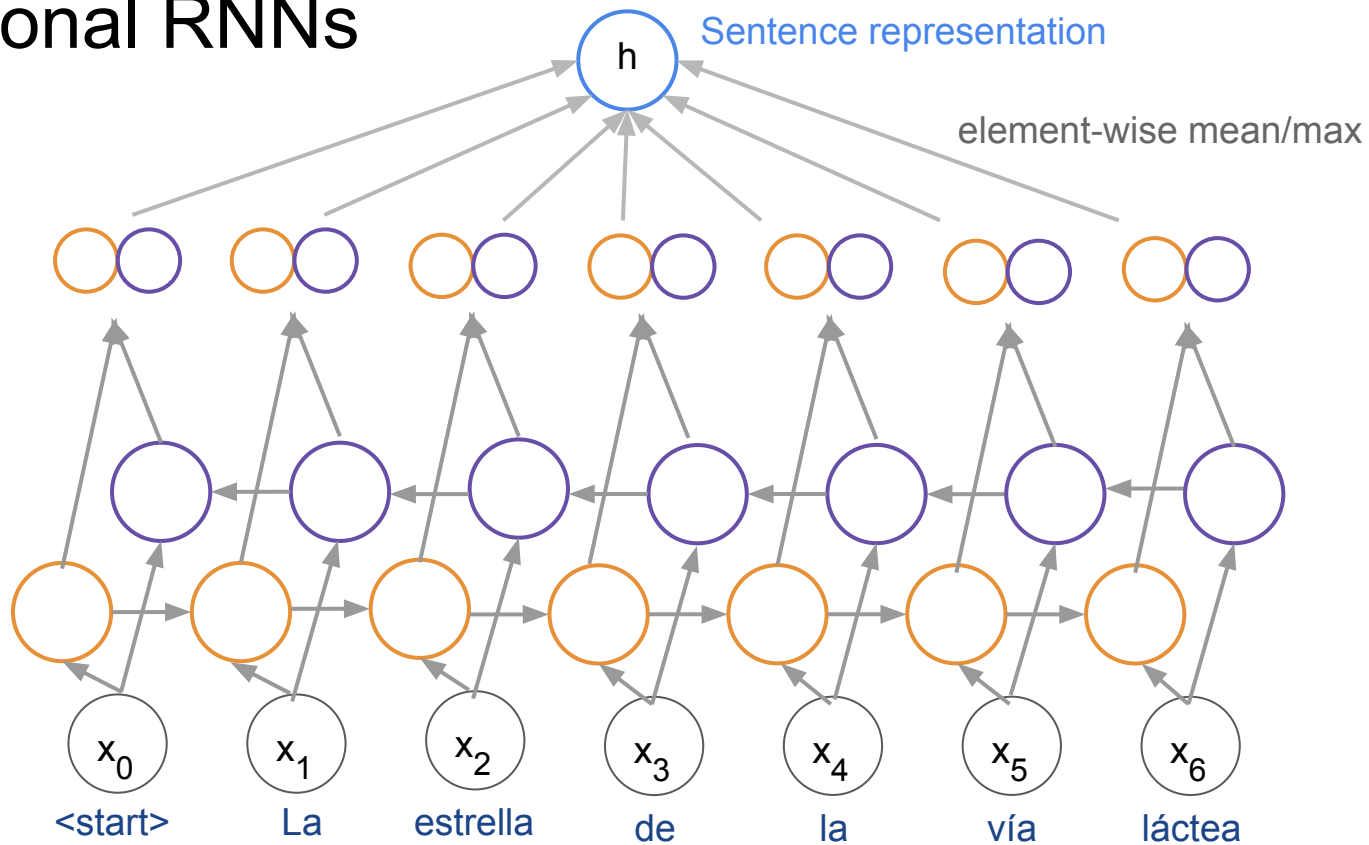 onal RNNs
h
Sentence representation
element-wise mean/max
x0 x1 x2 x3 x4 x5 x6
<start> La estrella de la vía láctea